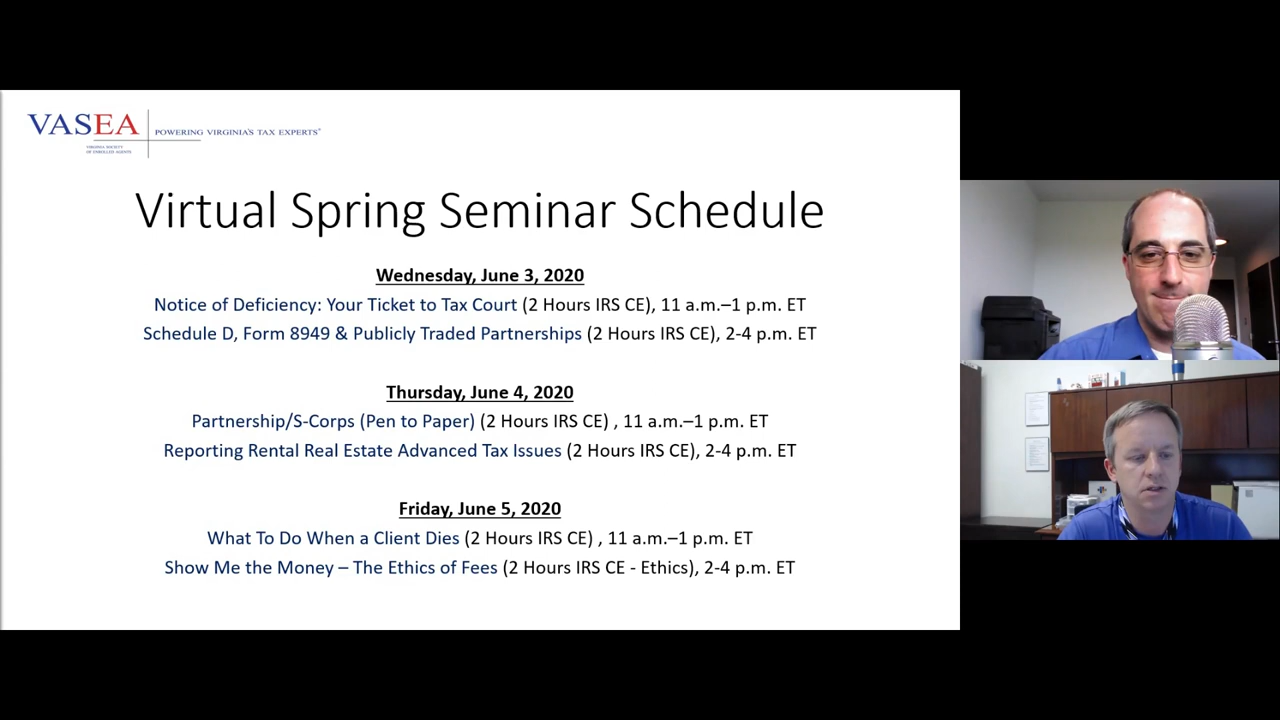 VASEA
POWERING VIRGINIA'S TAX EXPERTS®
VIRGINIA SOCIETY
OF ENROLLED AGENTS
Virtual Spring Seminar Schedule
Wednesday, June 3, 2020
Notice of Deficiency: Your Ticket to Tax Court (2 Hours IRS CE), 11 a.m.–1 p.m. ET
Schedule D, Form 8949 & Publicly Traded Partnerships (2 Hours IRS CE), 2-4 p.m. ET
Thursday, June 4, 2020
Partnership/S-Corps (Pen to Paper) (2 Hours IRS CE) , 11 a.m.–1 p.m. ET
Reporting Rental Real Estate Advanced Tax Issues (2 Hours IRS CE), 2-4 p.m. ET
Friday, June 5, 2020
What To Do When a Client Dies (2 Hours IRS CE) , 11 a.m.–1 p.m. ET
Show Me the Money – The Ethics of Fees (2 Hours IRS CE - Ethics), 2-4 p.m. ET